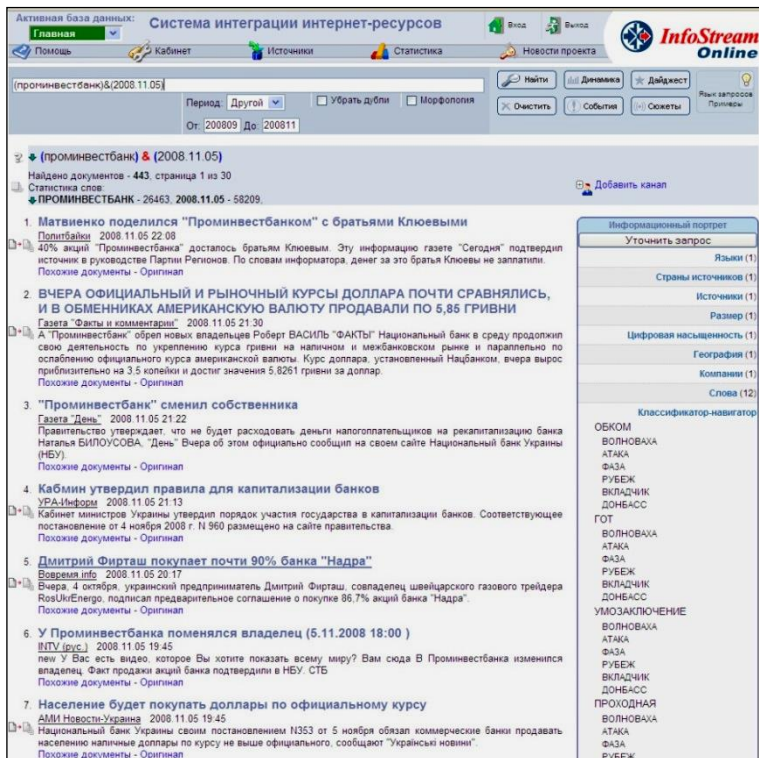 Активная база данных:
Главная
Система интеграции интернет-ресурсов
Вход
Выход
InfoStream
Online
Помощь
Кабинет
Источники
Статистика
Новости проекта
(проминвестбанк)&(2008.11.05)
Период: Другой
Убрать дубли
Морфология
От: 200809 До: 200811
Найти
Динамика
Дайджест
Очистить
События
Сюжеты
Язык запросов
Примеры
(проминвестбанк) & (2008.11.05)
Найдено документов - 443, страница 1 из 30
Статистика слов:
ПРОМИНВЕСТБАНК - 26463, 2008.11.05 - 58209,
Добавить канал
1. Матвиенко поделился "Проминвестбанком" с братьями Клюевыми
Политбайки 2008.11.05 22:08
40% акций "Проминвестбанка" досталось братьям Клюевым. Эту информацию газете "Сегодня" подтвердил
источник в руководстве Партии Регионов. По словам информатора, денег за это братья Клюевы не заплатили.
Похожие документы - Оригинал
2. ВЧЕРА ОФИЦИАЛЬНЫЙ И РЫНОЧНЫЙ КУРСЫ ДОЛЛАРА ПОЧТИ СРАВНЯЛИСЬ,
И В ОБМЕННИКАХ АМЕРИКАНСКУЮ ВАЛЮТУ ПРОДАВАЛИ ПО 5,85 ГРИВНИ
Газета "Факты и комментарии" 2008.11.05 21:30
А "Проминвестбанк" обрел новых владельцев Роберт ВАСИЛЬ "ФАКТЫ" Национальный банк в среду продолжил
свою деятельность по укреплению курса гривни на наличном и межбанковском рынке и параллельно по
ослаблению официального курса американской валюты. Курс доллара, установленный Нацбанком, вчера вырос
приблизительно на 3,5 копейки и достиг значения 5,8261 гривны за доллар.
Похожие документы - Оригинал
3. "Проминвестбанк" сменил собственника
Газета "День" 2008.11.05 21:22
Правительство утверждает, что не будет расходовать деньги налогоплательщиков на рекапитализацию банка
Наталья БИЛОУСОВА, "День" Вчера об этом официально сообщил на своем сайте Национальный банк Украины
(НБУ).
Похожие документы - Оригинал
4. Кабмин утвердил правила для капитализации банков
УРА-Информ 2008.11.05 21:13
Кабинет министров Украины утвердил порядок участия государства в капитализации банков. Соответствующее
постановление от 4 ноября 2008 г. N 960 размещено на сайте правительства.
Похожие документы - Оригинал
5. Дмитрий Фирташ покупает почти 90% банка "Надра"
Вовремя.info 2008.11.05 20:17
Вчера, 4 октября, украинский предприниматель Дмитрий Фирташ, совладелец швейцарского газового трейдера
RosUkrEnergo, подписал предварительное соглашение о покупке 86,7% акций банка "Надра".
Похожие документы - Оригинал
6. У Проминвестбанка поменялся владелец (5.11.2008 18:00 )
INTV (рус.) 2008.11.05 19:45
new У Вас есть видео, которое Вы хотите показать всему миру? Вам сюда В Проминвестбанка изменился
владелец. Факт продажи акций банка подтвердили в НБУ. СТБ
Похожие документы - Оригинал
7. Население будет покупать доллары по официальному курсу
АМИ Новости-Украина 2008.11.05 19:45
Национальный банк Украины своим постановлением N353 от 5 ноября обязал коммерческие банки продавать
населению наличные доллары по курсу не выше официального, сообщают "Українські новини".
Похожие документы - Оригинал
Информационный портрет
Уточнить запрос
Языки (1)
Страны источников (1)
Источники (1)
Размер (1)
Цифровая насыщенность (1)
География (1)
Компании (1)
Слова (12)
Классификатор-навигатор
ОБКОМ
ВОЛНОВАХА
АТАКА
ФАЗА
РУБЕЖ
ВКЛАДЧИК
ДОНБАСС
ГОТ
ВОЛНОВАХА
АТАКА
ФАЗА
РУБЕЖ
ВКЛАДЧИК
ДОНБАСС
УМОЗАКЛЮЧЕНИЕ
ВОЛНОВАХА
АТАКА
ФАЗА
РУБЕЖ
ВКЛАДЧИК
ДОНБАСС
ПРОХОДНАЯ
ВОЛНОВАХА
АТАКА
ФАЗА
РУБЕЖ